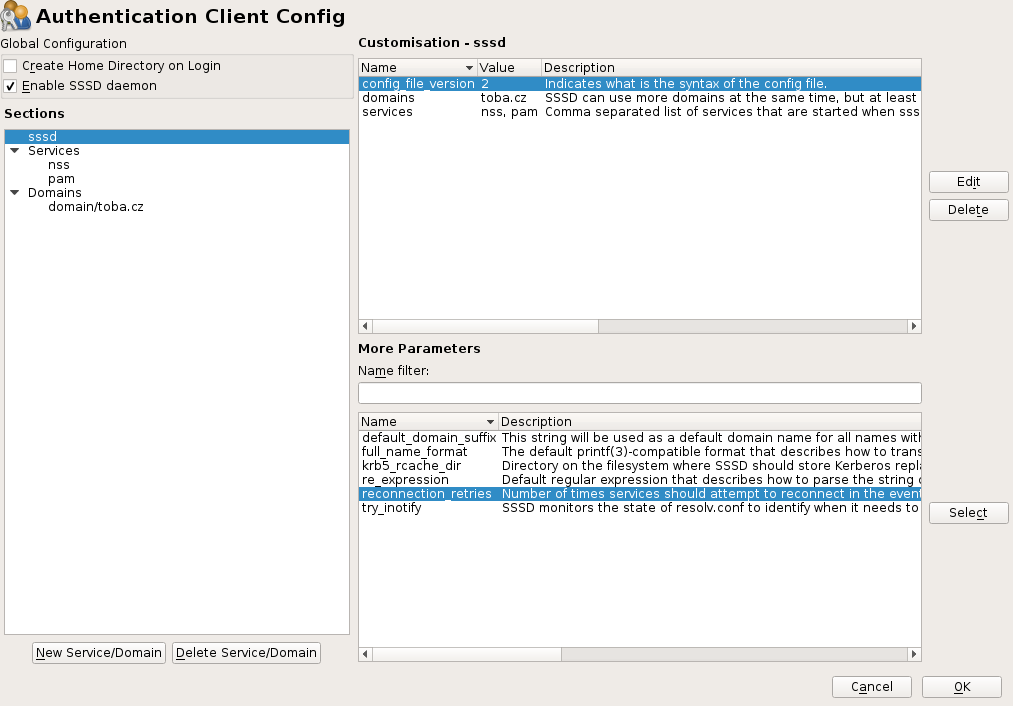 Authentication Client Config
Global Configuration
Create Home Directory on Login
Enable SSSD daemon
Sections
sssd
Services
nss
pam
Domains
domain/toba.cz
New Service/Domain
Delete Service/Domain
Customisation - sssd
Name Value Description
config_file_version 2 Indicates what is the syntax of the config file.
domains toba.cz SSSD can use more domains at the same time, but at least
services nss, pam Comma separated list of services that are started when sss
Edit
Delete
More Parameters
Name filter:
Name Description
default_domain_suffix This string will be used as a default domain name for all names with
full_name_format The default printf(3)-compatible format that describes how to trans
krb5_rcache_dir Directory on the filesystem where SSSD should store Kerberos repla
re_expression Default regular expression that describes how to parse the string
reconnection_retries Number of times services should attempt to reconnect in the event
try_inotify SSSD monitors the state of resolv.conf to identify when it needs to
Select
Cancel
OK